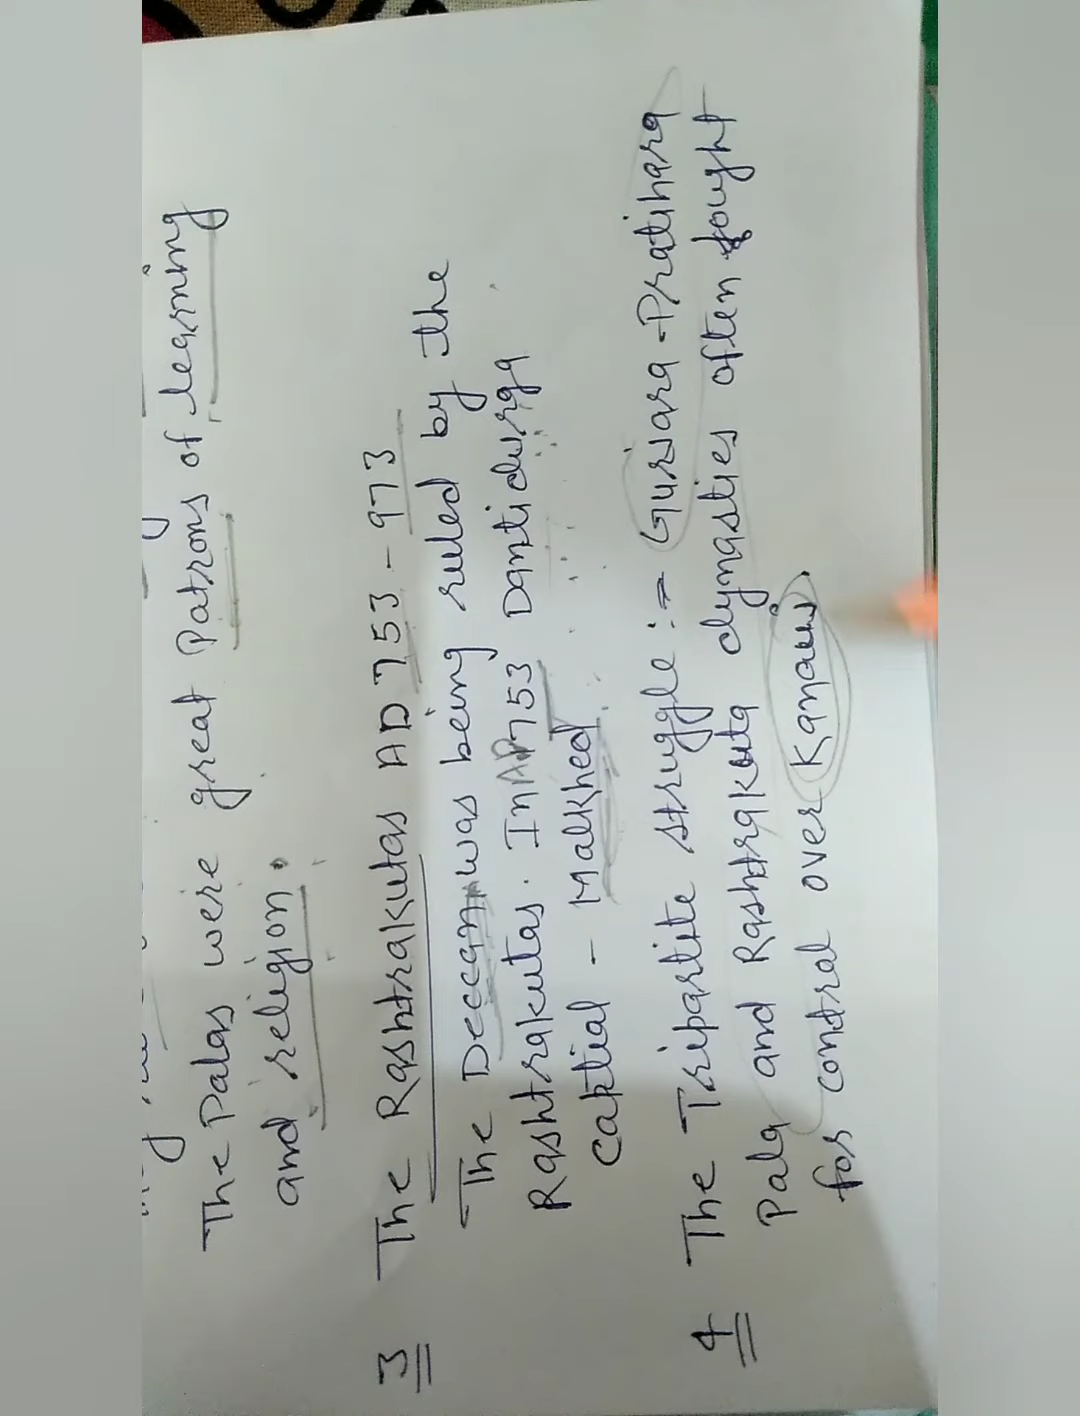 The Palas were great Patrons of learning
and religion.
3 The Rashtrakutas AD 753-973
The Deccan was being ruled by the
Rashtrakutas. In AD 753 Dantidurga
Captial - Malkhed.
4 The Tripartite struggle :- Gurjara-Pratihara
Pala and Rashtrakuta dynasties often fought
for control over Kanauj.